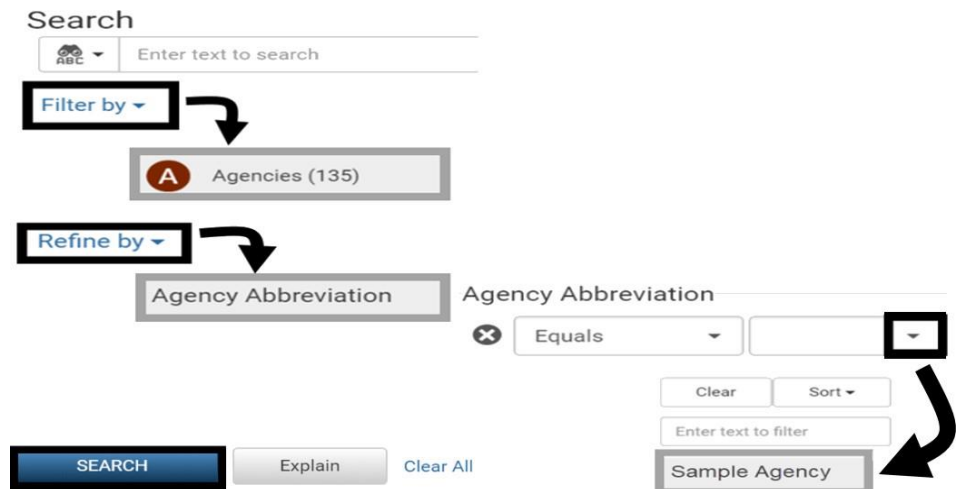 Search
ABC Enter text to search
Filter by
A Agencies (135)
Refine by
Agency Abbreviation
Agency Abbreviation
Equals
Clear Sort
Enter text to filter
Sample Agency
SEARCH Explain Clear All